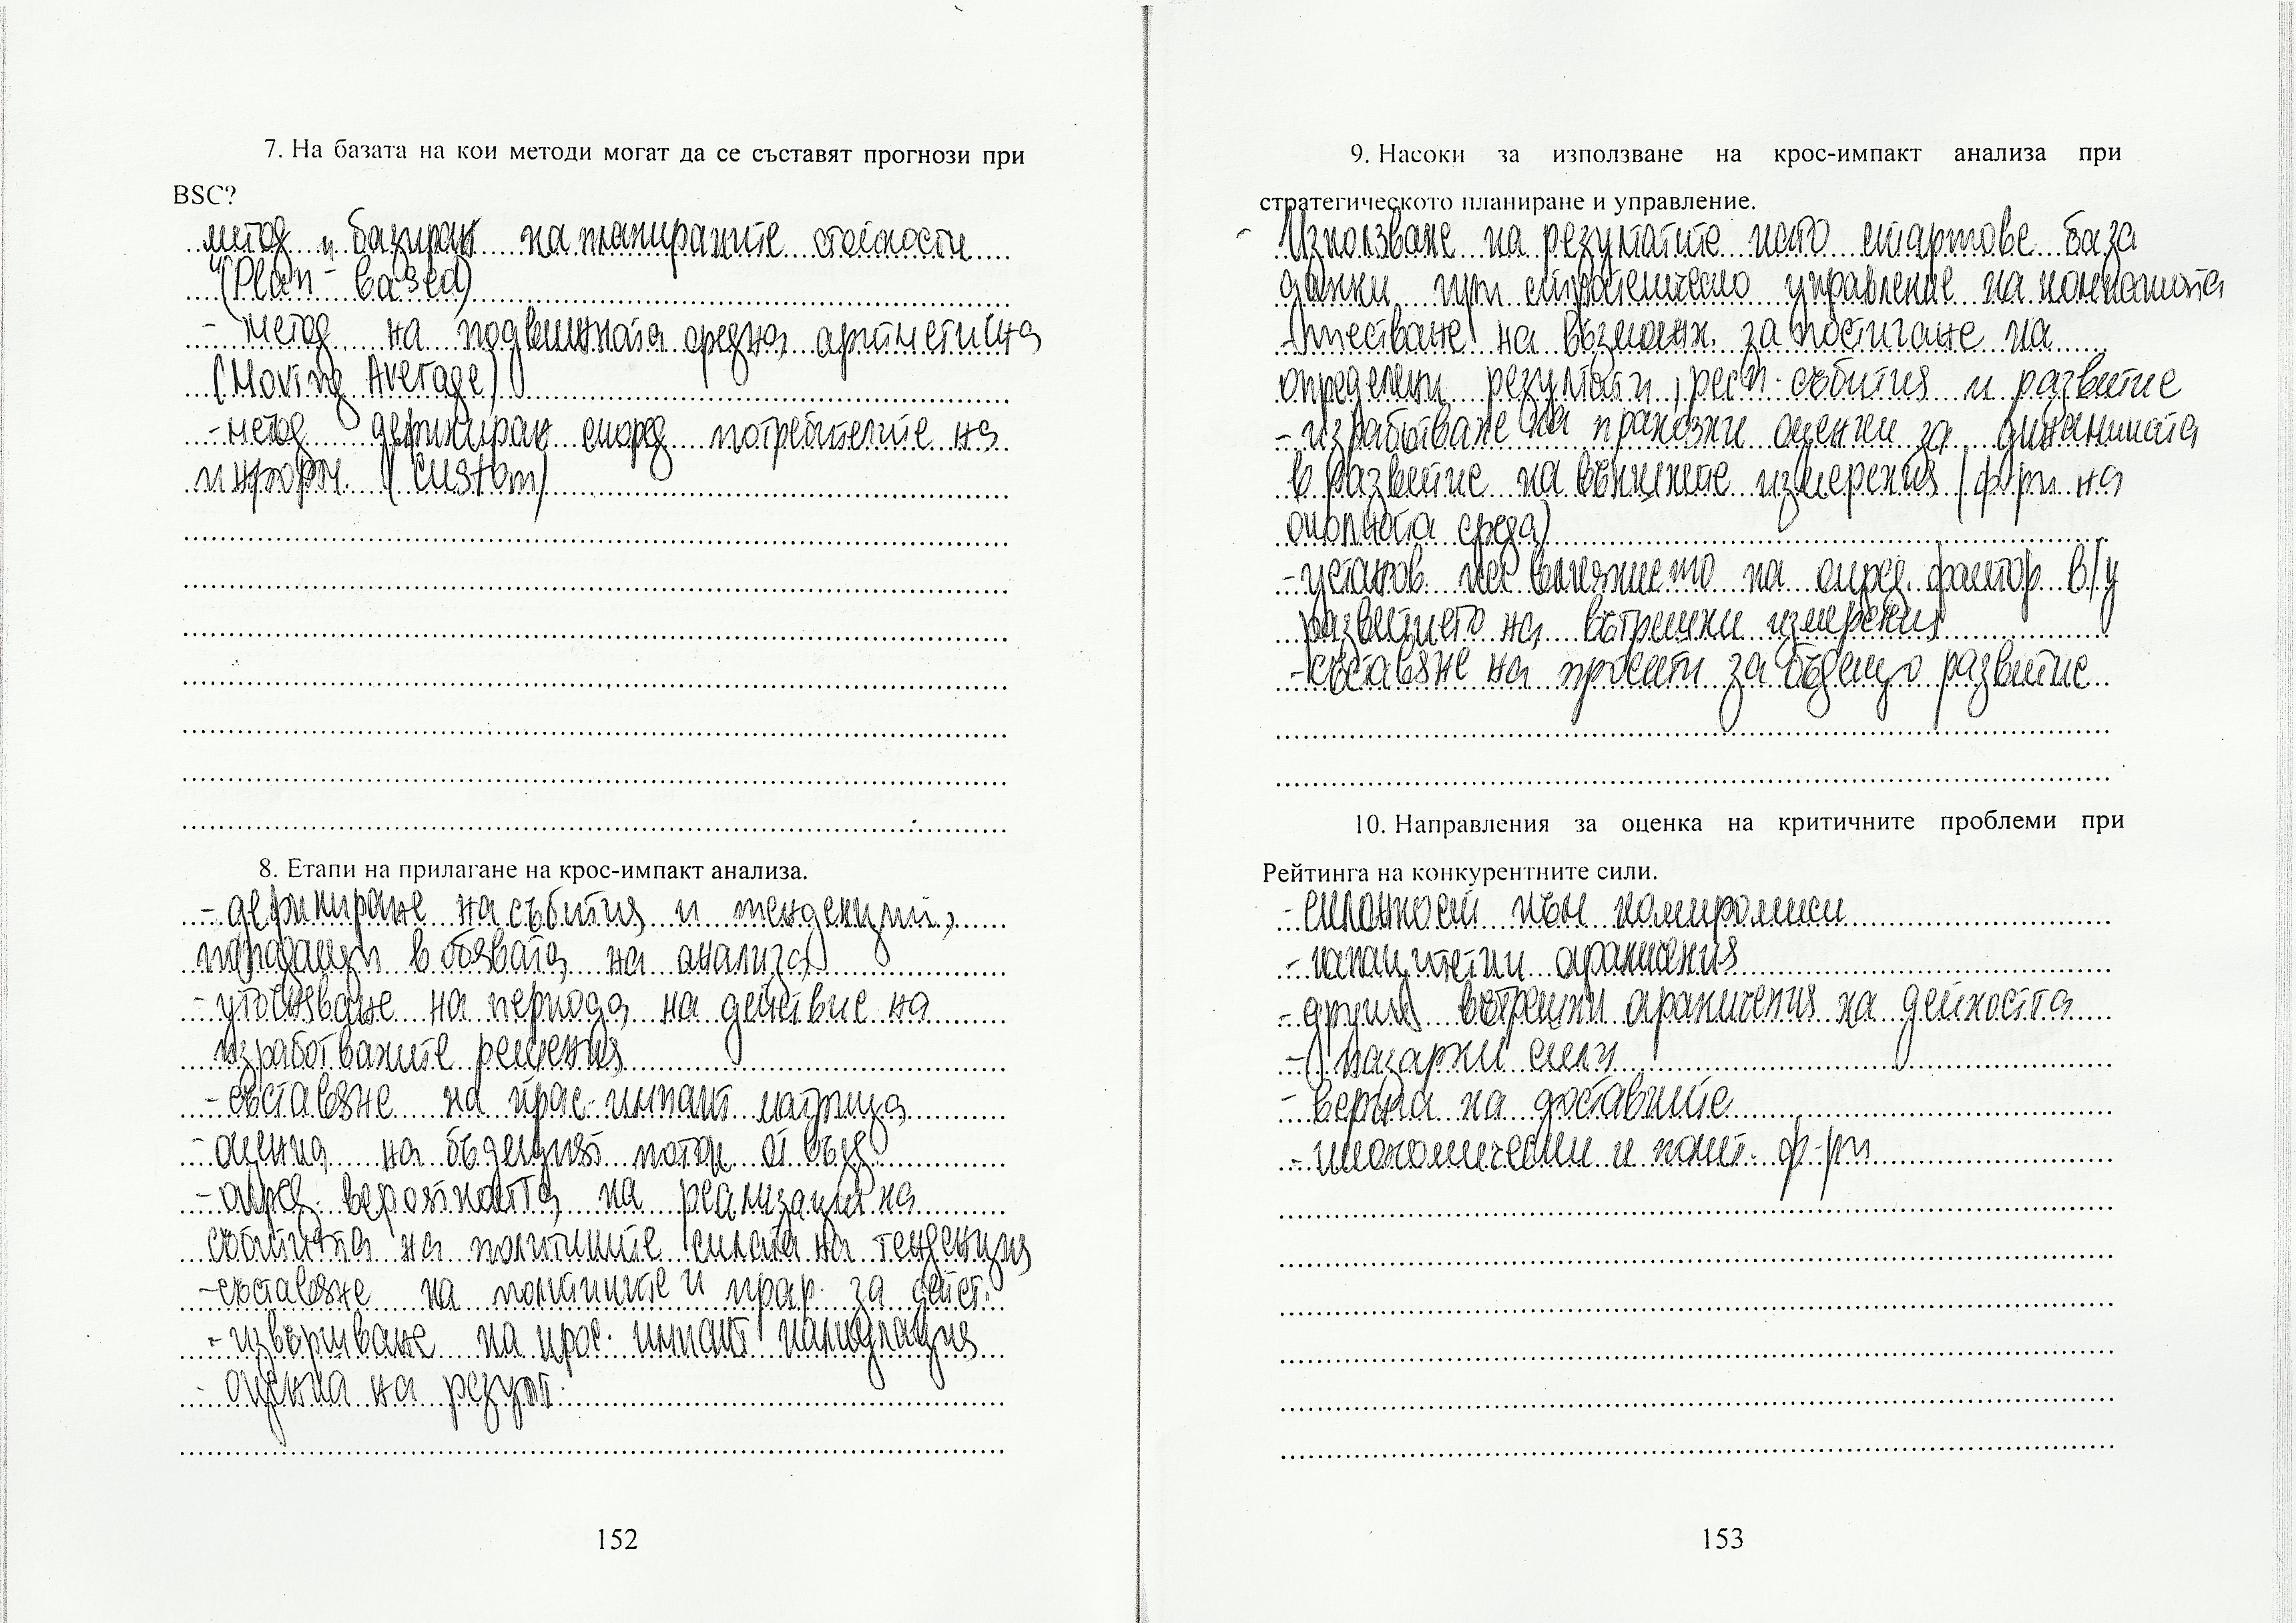 7. На базата на кои методи могат да се съставят прогнози при
BSC?
метод, базиран на планираните стойности
(Plan-based)
- метод на подвижната средна аритметична
(Moving Average)
- метод дефиниран според потребителите на
информ. (Custom)
8. Етапи на прилагане на крос-импакт анализа.
- дефиниране на събития и тенденции,
попадащи в обхвата на анализа
- уточняване на периода на действие на
изработваните решения
- съставяне на крос-импакт матрица
- оценка на бъдещия поток от
- опред. вероятността на реализация на
събитията на политиките силата на тенденция
- съставяне на политиките и прогр. за дейст.
- извършване на крос-импакт калкулация
- оценка на резулт.
152
9. Насоки за използване на крос-импакт анализа при
стратегическото планиране и управление.
- Използване на резултатите като стартове база
данни при стратегическо управление на компанията
- тестване на възможн. за постигане на
определени резултати, респ. събития и развитие
- изработване на прогнозни оценки за динамиката
в развитие на външните измерения (ф-ри на
околната среда)
- установ. на влиянието на опред. фактор в/у
развитието на вътрешни измерения
- съставяне на проекти за бъдещо развитие
10. Направления за оценка на критичните проблеми при
Рейтинга на конкурентните сили.
- склонност към компромиси
- капацитетни ограничения
- други вътрешни ограничения на дейността
- пазарни сили
- верига на доставките
- икономически и полит. ф-ри
153